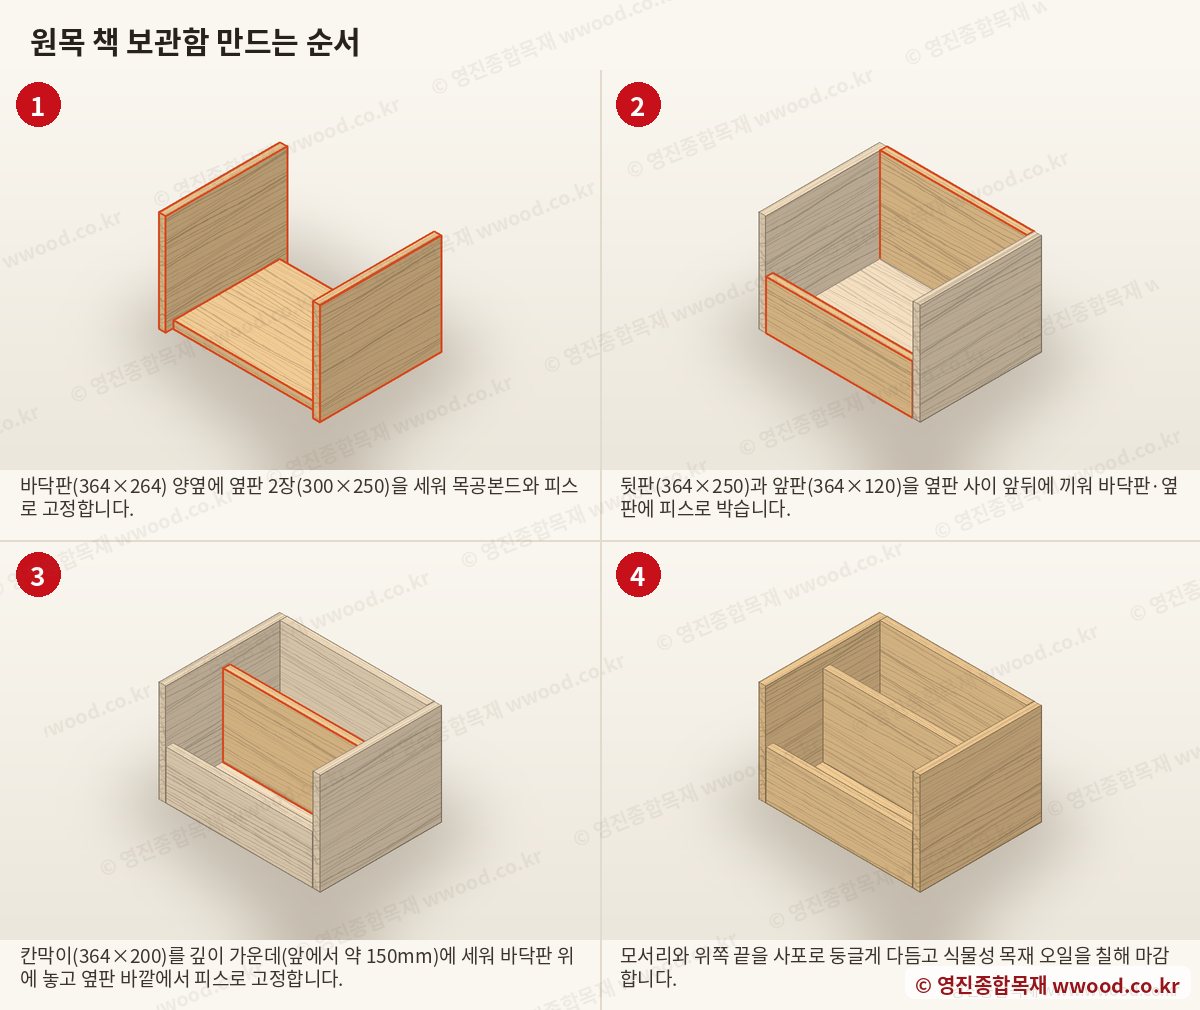 원목 책 보관함 만드는 순서
1
2
바닥판(364×264) 양옆에 옆판 2장(300×250)을 세워 목공본드와 피스
로 고정합니다.
뒷판(364×250)과 앞판(364×120)을 옆판 사이 앞뒤에 끼워 바닥판·옆
판에 피스로 박습니다.
3
4
칸막이(364×200)를 깊이 가운데(앞에서 약 150mm)에 세워 바닥판 위
에 놓고 옆판 바깥에서 피스로 고정합니다.
모서리와 위쪽 끝을 사포로 둥글게 다듬고 식물성 목재 오일을 칠해 마감
합니다.
© 영진종합목재 wwood.co.kr